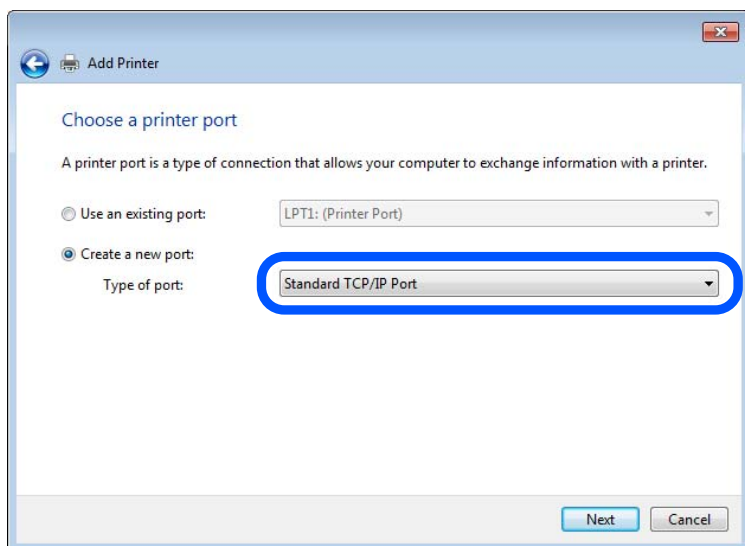 Add Printer
Choose a printer port
A printer port is a type of connection that allows your computer to exchange information with a printer.
Use an existing port: LPT1: (Printer Port)
Create a new port:
Type of port: Standard TCP/IP Port
Next Cancel